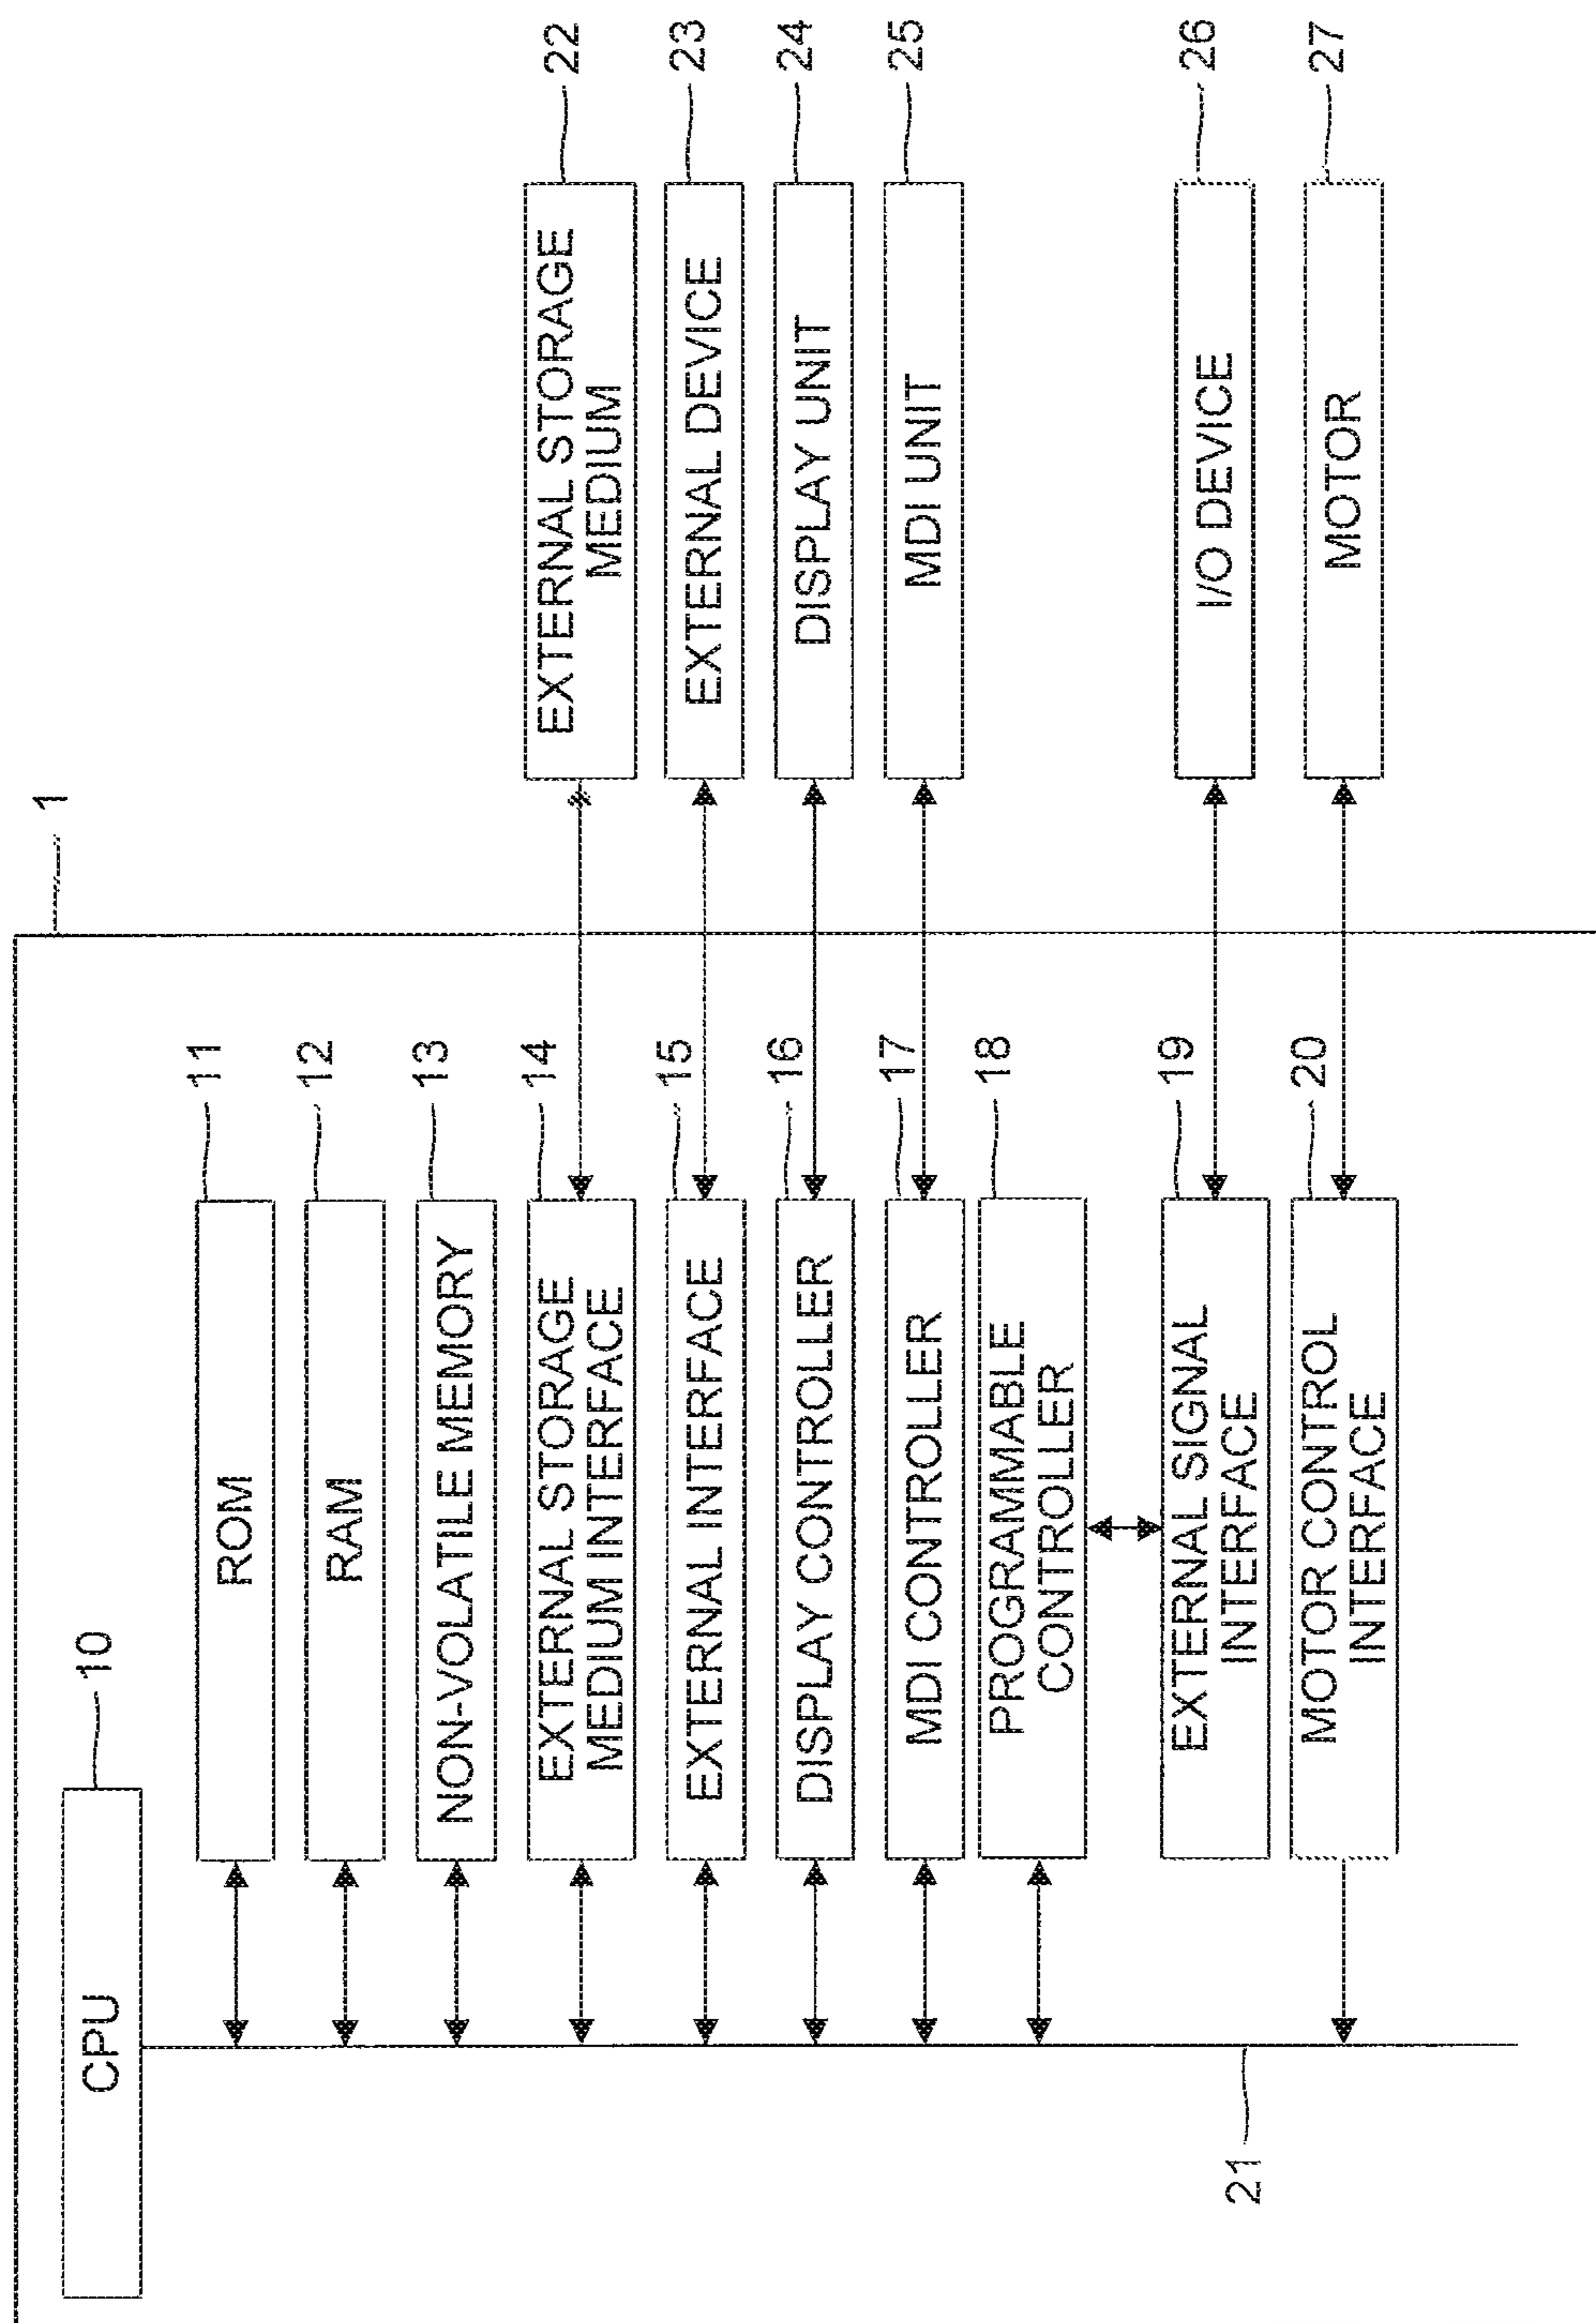 1
CPU
10
ROM
11
RAM
12
NON-VOLATILE MEMORY
13
EXTERNAL STORAGE
MEDIUM INTERFACE
14
EXTERNAL STORAGE
MEDIUM
22
EXTERNAL INTERFACE
15
EXTERNAL DEVICE
23
DISPLAY CONTROLLER
16
DISPLAY UNIT
24
MDI CONTROLLER
17
MDI UNIT
25
PROGRAMMABLE
CONTROLLER
18
EXTERNAL SIGNAL
INTERFACE
19
I/O DEVICE
26
MOTOR CONTROL
INTERFACE
20
MOTOR
27
21